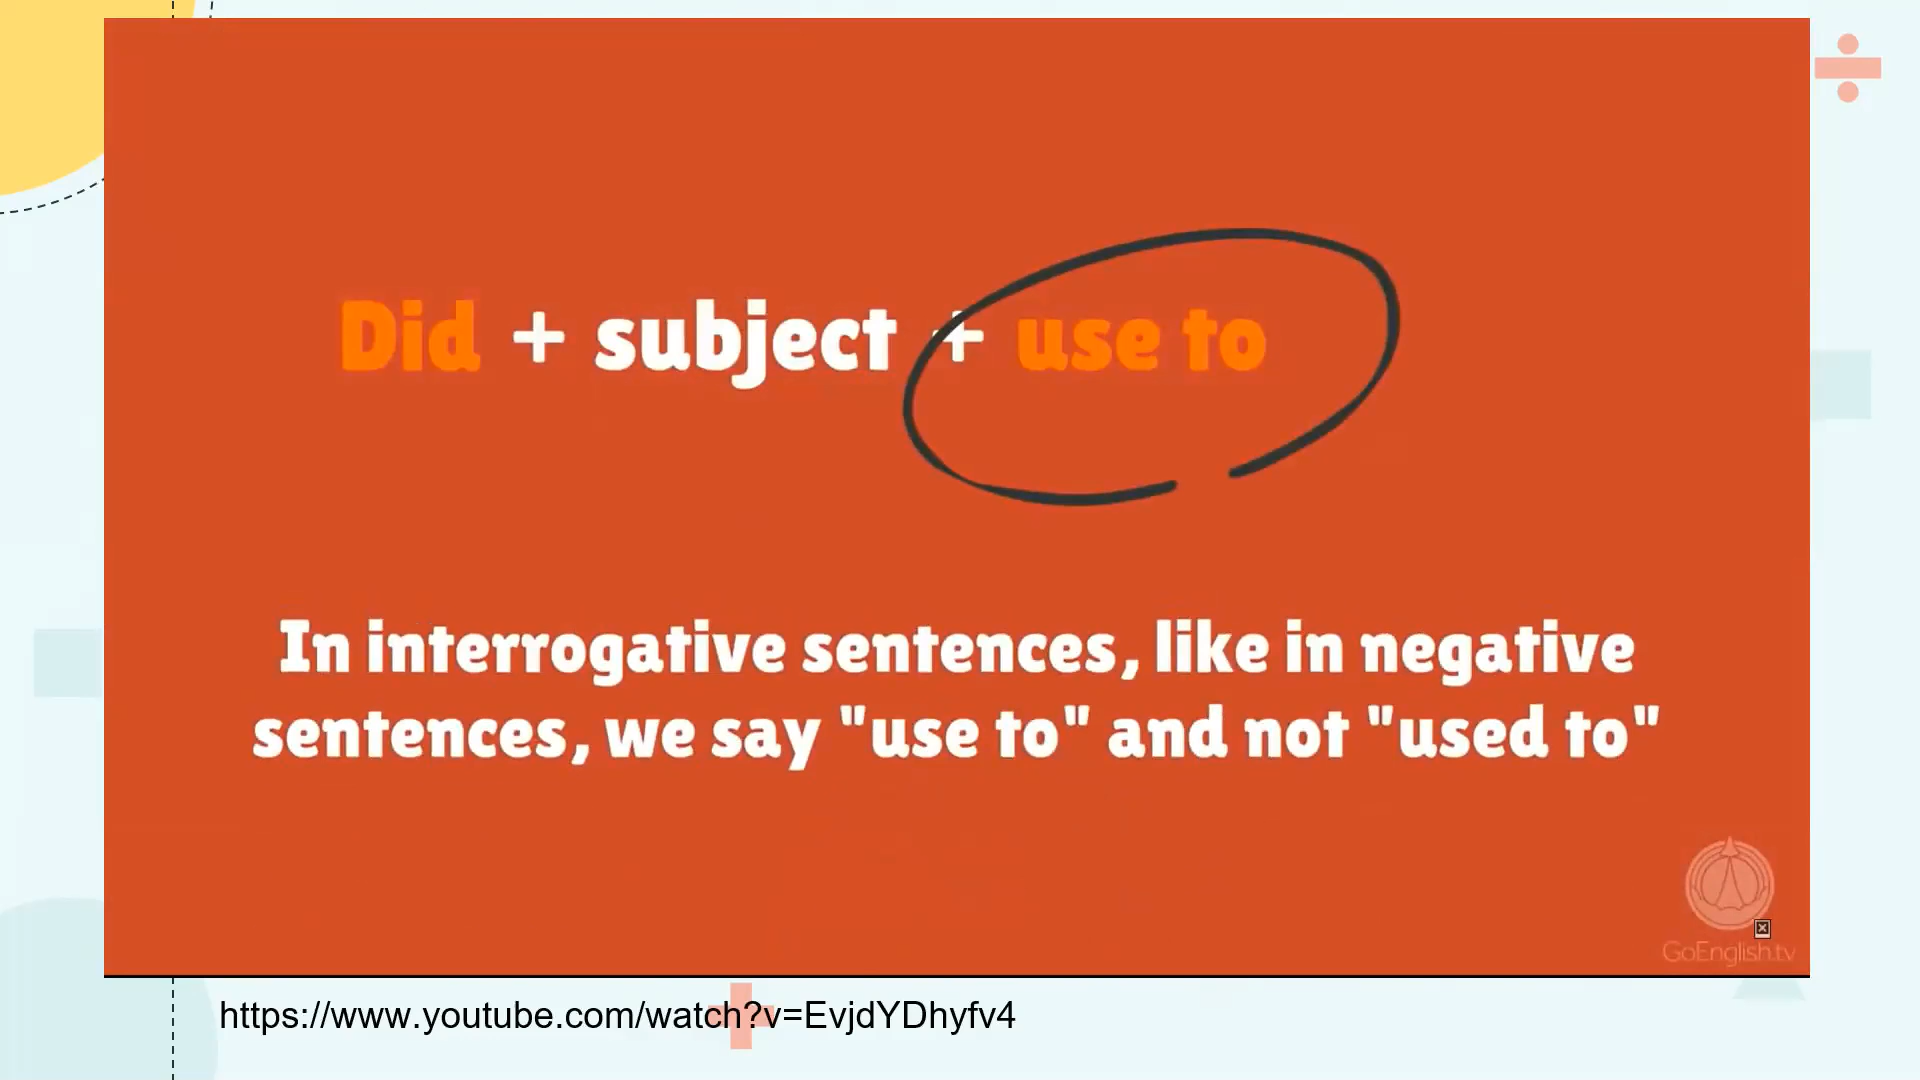 Did + subject + use to
In interrogative sentences, like in negative
sentences, we say "use to" and not "used to"
GoEnglish.tv
https://www.youtube.com/watch?v=EvjdYDhyfv4